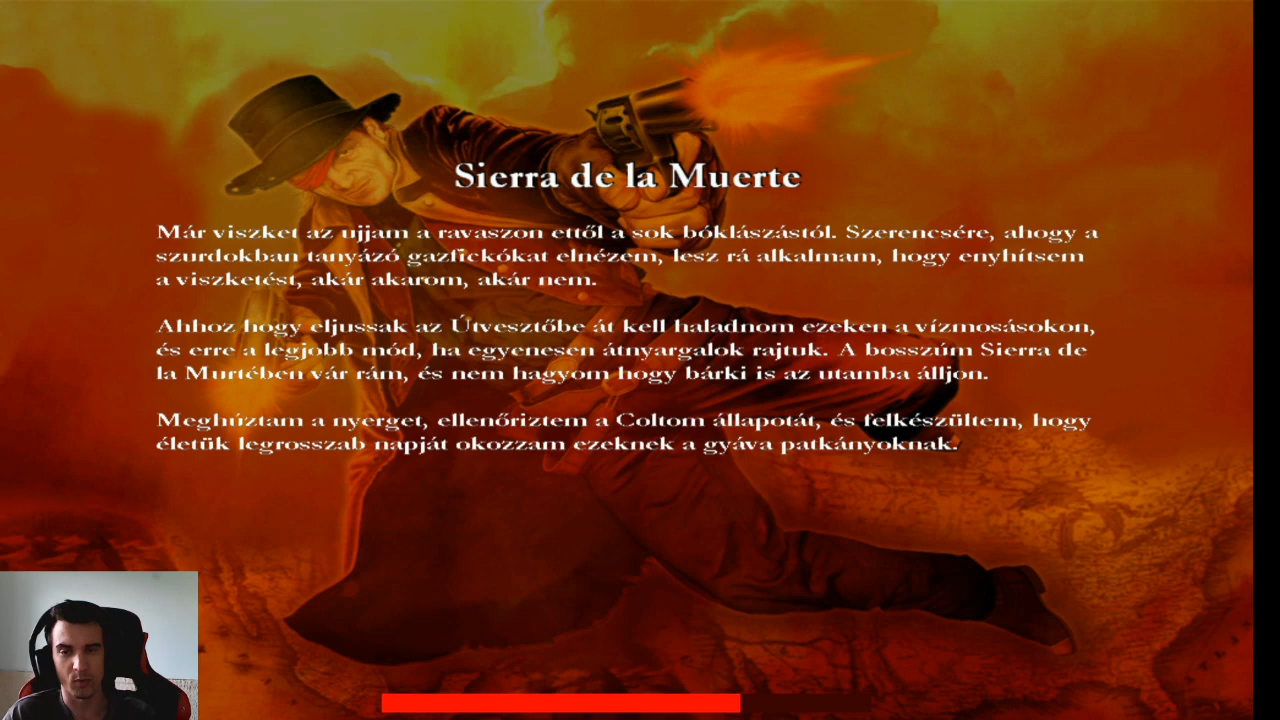 Sierra de la Muerte
Már viszket az ujjam a ravaszon ettől a sok bóklászástól. Szerencsére, ahogy a
szurdokban tanyázó gazfickókat elnézem, lesz rá alkalmam, hogy enyhítsem
a viszketést, akár akarom, akár nem.
Ahhoz hogy eljussak az Útvesztőbe át kell haladnom ezeken a vízmosásokon,
és erre a legjobb mód, ha egyenesen átnyargalok rajtuk. A bosszúm Sierra de
la Murtében vár rám, és nem hagyom hogy bárki is az utamba álljon.
Meghúztam a nyerget, ellenőriztem a Coltom állapotát, és felkészültem, hogy
életük legrosszab napját okozzam ezeknek a gyáva patkányoknak.